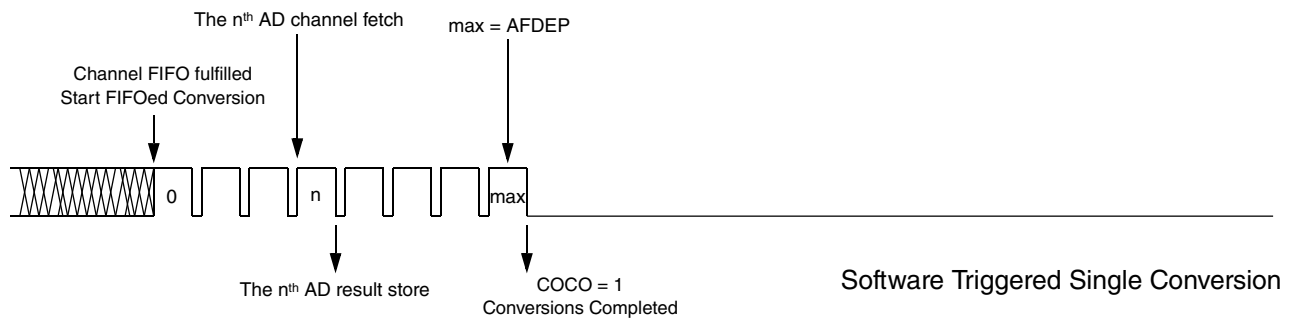 The nth AD channel fetch
max = AFDEP
Channel FIFO fulfilled
Start FIFOed Conversion
0
n
max
The nth AD result store
COCO = 1
Conversions Completed
Software Triggered Single Conversion